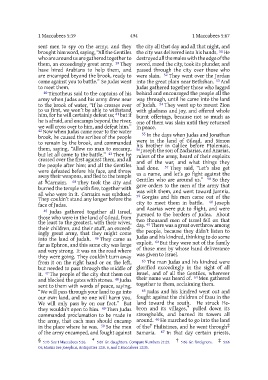 1 Maccabees 5:39
494
1 Maccabees 5:67
sent men to spy on the army, and they
brought him word, saying, “All the Gentiles
who are around us are gathered together to
them, an exceedingly great army. ³⁹ They
have hired Arabians to help them, and
are encamped beyond the brook, ready to
come against you to battle.” So Judas went
to meet them.
⁴⁰ Timotheus said to the captains of his
army when Judas and his army drew near
to the brook of water, “If he crosses over
to us first, we won’t be able to withstand
him, for he will certainly defeat us; ⁴¹ but if
he is afraid, and encamps beyond the river,
we will cross over to him, and defeat him.”
⁴² Now when Judas came near to the water
brook, he caused the scribes of the people
to remain by the brook, and commanded
them, saying, “Allow no man to encamp,
but let all come to the battle.” ⁴³ Then he
crossed over the first against them, and all
the people after him; and all the Gentiles
were defeated before his face, and threw
away their weapons, and fled to the temple
at Carnaim. ⁴⁴ They took the city and
burned the temple with fire, together with
all who were in it. Carnaim was subdued.
They couldn’t stand any longer before the
face of Judas.
⁴⁵ Judas gathered together all Israel,
those who were in the land of Gilead, from
the least to the greatest, with their wives,
their children, and their stuff, an exceed-
ingly great army, that they might come
into the land of Judah. ⁴⁶ They came as
far as Ephron, and this same city was large
and very strong. It was on the road where
they were going. They couldn’t turn away
from it on the right hand or on the left,
but needed to pass through the middle of
it. ⁴⁷ The people of the city shut them out
and blocked the gates with stones. ⁴⁸ Judas
sent to them with words of peace, saying,
“We will pass through your land to go into
our own land, and no one will harm you.
We will only pass by on our feet.” But
they wouldn’t open to him. ⁴⁹ Then Judas
commanded proclamation to be made in
the army, that each man should encamp
in the place where he was. ⁵⁰ So the men
of the army encamped, and fought against
the city all that day and all that night, and
the city was delivered into his hands. ⁵¹ He
destroyed all the males with the edge of the
sword, razed the city, took its plunder, and
passed through the city over those who
were slain. ⁵² They went over the Jordan
into the great plain near Bethshan. ⁵³ And
Judas gathered together those who lagged
behind and encouraged the people all the
way through, until he came into the land
of Judah. ⁵⁴ They went up to mount Zion
with gladness and joy, and offered whole
burnt offerings, because not so much as
one of them was slain until they returned
in peace.
⁵⁵ In the days when Judas and Jonathan
were in the land of Gilead, and Simon
his brother in Galilee before Ptolemais,
⁵⁶ Joseph the son of Zacharias, and Azarias,
rulers of the army, heard of their exploits
and of the war, and what things they
had done. ⁵⁷ They said, “Let’s also get
us a name, and let’s go fight against the
Gentiles who are around us.” ⁵⁸ So they
gave orders to the men of the army that
was with them, and went toward Jamnia.
⁵⁹ Gorgias and his men came out of the
city to meet them in battle. ⁶⁰ Joseph
and Azarias were put to flight, and were
pursued to the borders of Judea. About
two thousand men of Israel fell on that
day. ⁶¹ There was a great overthrow among
the people, because they didn’t listen to
Judas and his kindred, thinking to do some
exploit. ⁶² But they were not of the family
of those men by whose hand deliverance
was given to Israel.
⁶³ The man Judas and his kindred were
glorified exceedingly in the sight of all
Israel, and of all the Gentiles, wherever
their name was heard of. ⁶⁴ Men gathered
together to them, acclaiming them.
⁶⁵ Judas and his kindred went out and
fought against the children of Esau in the
land toward the south. He struck He-
bron and its villages, pulled down its
strongholds, and burned its towers all
around. ⁶⁶ He marched to go into the land
of the Philistines, and he went through
Samaria. ⁶⁷ In that day certain priests,